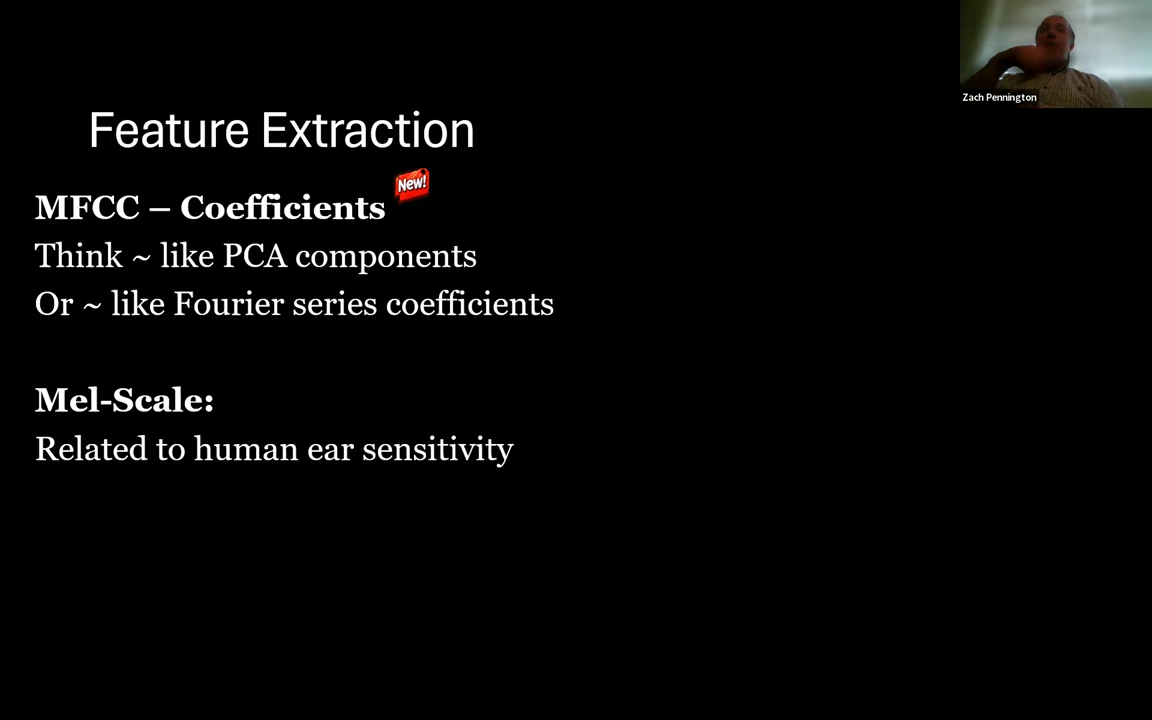 Feature Extraction
MFCC – Coefficients
New!
Think ~ like PCA components
Or ~ like Fourier series coefficients
Mel-Scale:
Related to human ear sensitivity
Zach Pennington